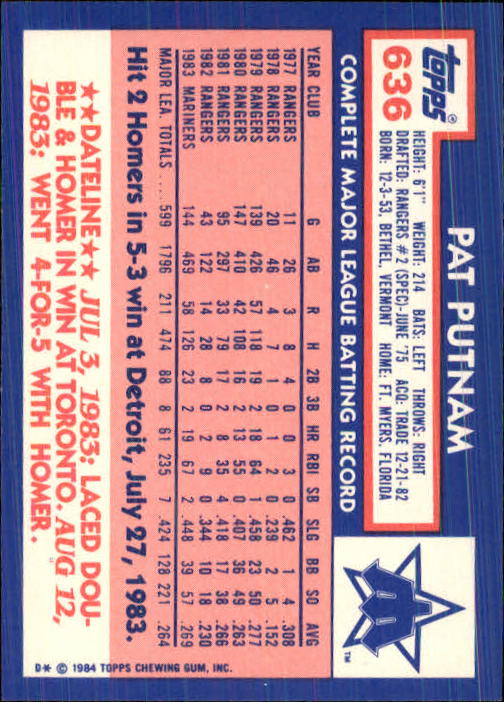 topps®
636
PAT PUTNAM
HEIGHT: 6'1" WEIGHT: 214 BATS: LEFT THROWS: RIGHT
DRAFTED: RANGERS #2 (SPEC)-JUNE '75 ACQ: TRADE 12-21-82
BORN: 12-3-53, BETHEL, VERMONT HOME: FT. MYERS, FLORIDA
COMPLETE MAJOR LEAGUE BATTING RECORD
YEAR CLUB G AB R H 2B 3B HR RBI SB SLG BB SO AVG
1977 RANGERS 11 26 3 8 4 0 0 3 0 .462 1 4 .308
1978 RANGERS 20 46 4 7 1 0 1 2 0 .239 2 5 .152
1979 RANGERS 139 426 57 118 19 2 18 64 1 .458 23 50 .277
1980 RANGERS 147 410 42 108 16 2 13 55 0 .407 36 49 .263
1981 RANGERS 95 297 33 79 17 2 8 35 4 .418 17 38 .266
1982 RANGERS 43 122 14 28 8 0 2 9 0 .344 10 18 .230
1983 MARINERS 144 469 58 126 23 2 19 67 2 .448 39 57 .269
MAJOR LEA. TOTALS .... 599 1796 211 474 88 8 61 235 7 .424 128 221 .264
Hit 2 Homers in 5-3 win at Detroit, July 27, 1983.
★★DATELINE★★ JUL 3, 1983: LACED DOU-
BLE & HOMER IN WIN AT TORONTO. AUG 12,
1983: WENT 4-FOR-5 WITH HOMER.
D* © 1984 TOPPS CHEWING GUM, INC.
TM